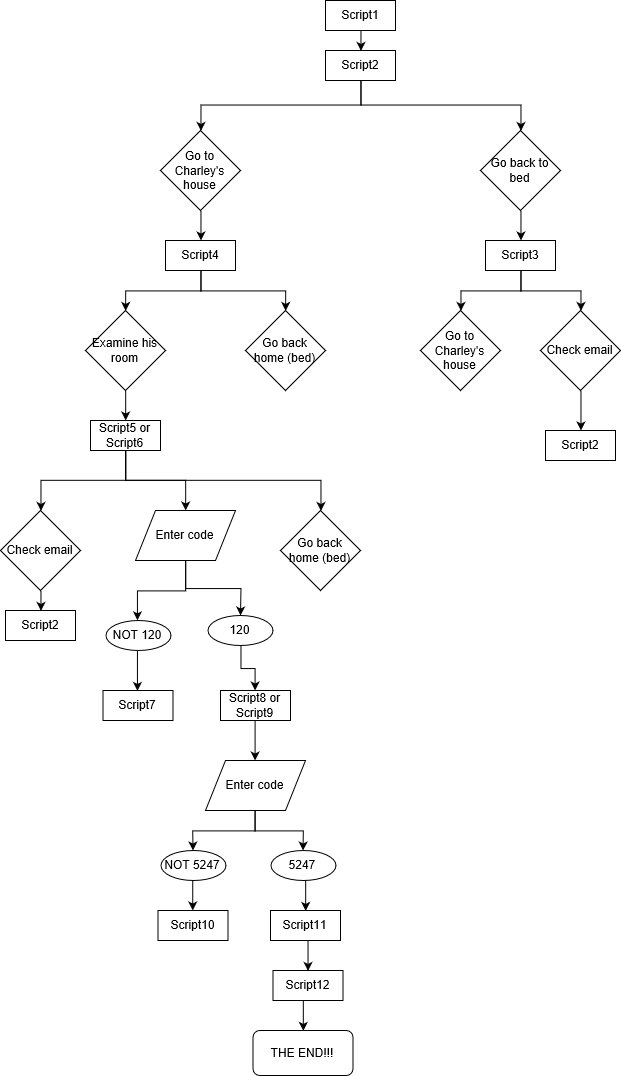 Script1
Script2
Go to
Charley's
house
Go back to
bed
Script4
Script3
Examine his
room
Go back
home (bed)
Go to
Charley's
house
Check email
Script5 or
Script6
Script2
Check email
Enter code
Go back
home (bed)
Script2
NOT 120
120
Script7
Script8 or
Script9
Enter code
NOT 5247
5247
Script10
Script11
Script12
THE END!!!